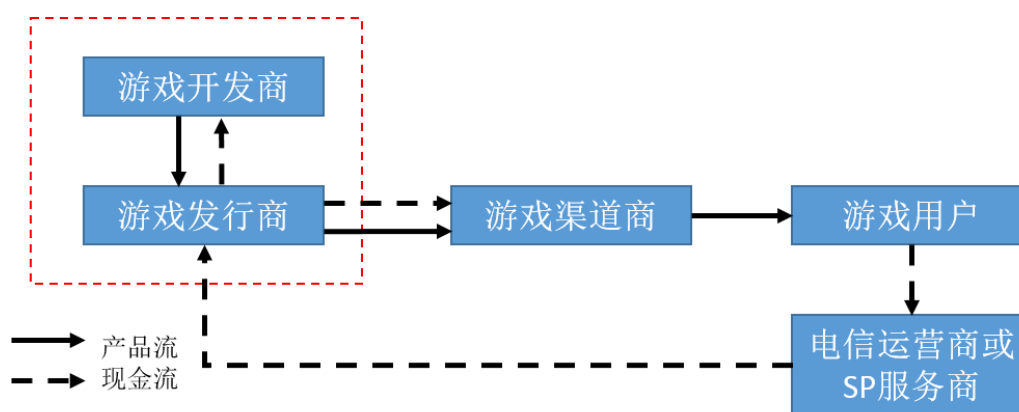 游戏开发商
游戏发行商
游戏渠道商
游戏用户
电信运营商或
SP服务商
产品流
现金流